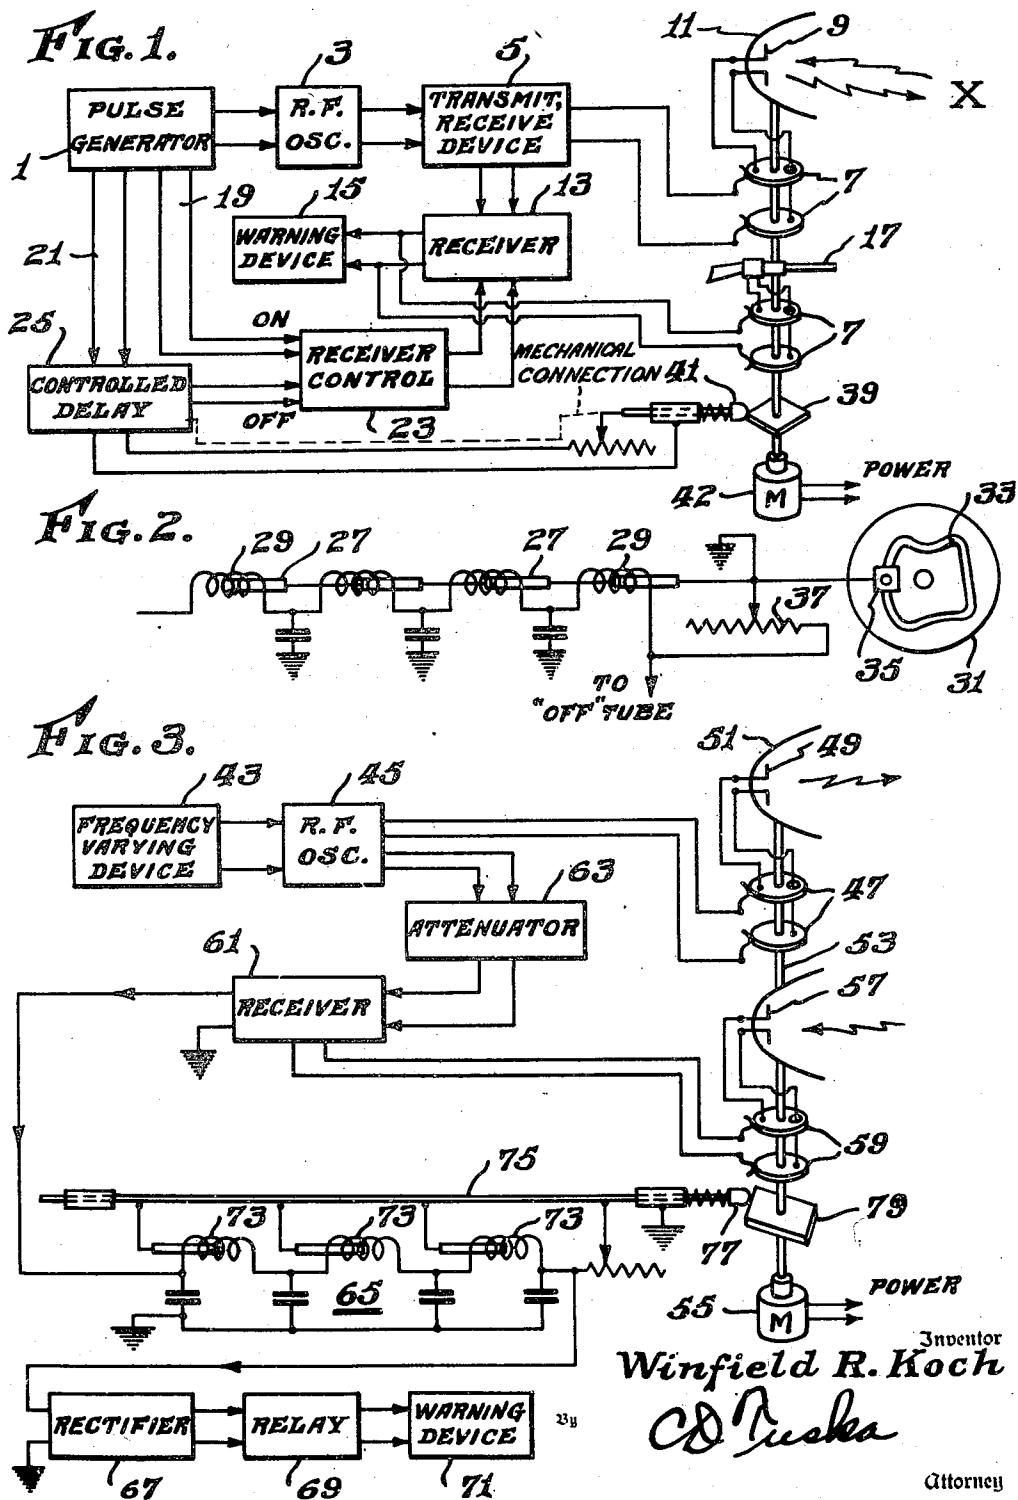 FIG. 1.
3
5
11
9
PULSE
GENERATOR
R.F.
OSC.
TRANSMIT,
RECEIVE
DEVICE
X
1
19
15
13
7
WARNING
DEVICE
RECEIVER
17
21
25
ON
7
CONTROLLED
DELAY
RECEIVER
CONTROL
MECHANICAL
CONNECTION
41
39
OFF
23
POWER
42
M
FIG. 2.
29
27
27
29
33
37
35
31
TO
"OFF" TUBE
FIG. 3.
51
49
43
45
FREQUENCY
VARYING
DEVICE
R.F.
OSC.
63
47
ATTENUATOR
61
53
RECEIVER
57
59
75
73
73
73
79
77
65
55
M
POWER
Inventor
Winfield R. Koch
RECTIFIER
RELAY
WARNING
DEVICE
By
C D Tuska
67
69
71
Attorney